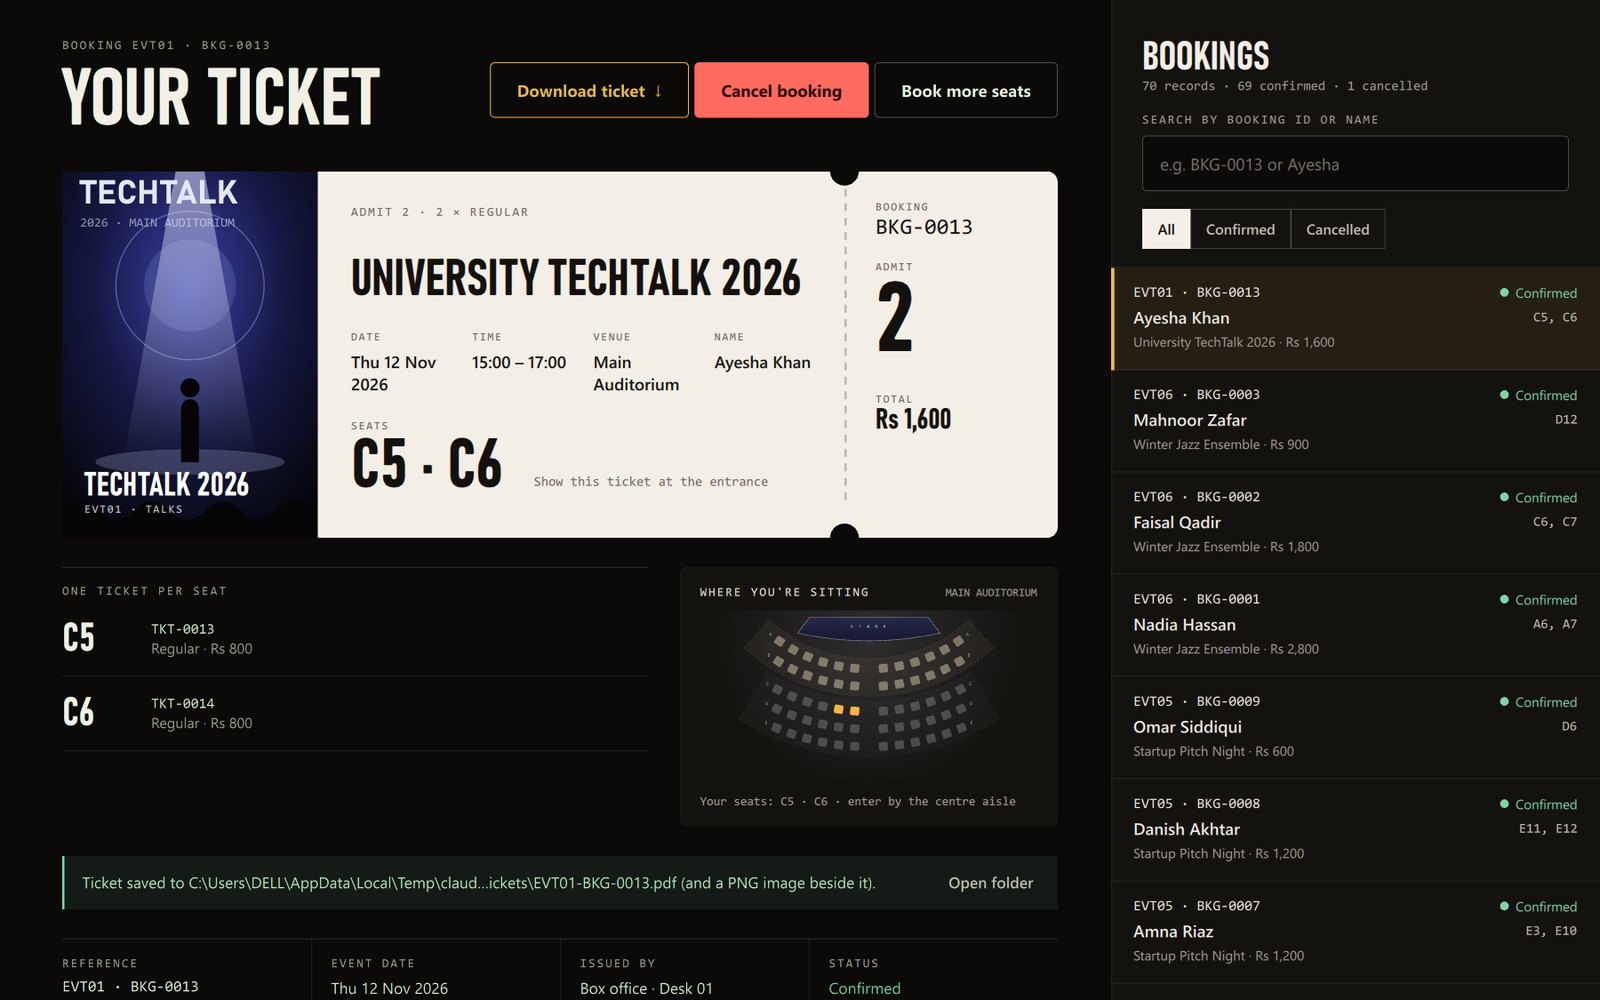 BOOKING EVT01 · BKG-0013
YOUR TICKET
Download ticket ↓
Cancel booking
Book more seats
TECHTALK
2026 · MAIN AUDITORIUM
TECHTALK 2026
EVT01 · TALKS
ADMIT 2 · 2 × REGULAR
UNIVERSITY TECHTALK 2026
DATE
Thu 12 Nov
2026
TIME
15:00 – 17:00
VENUE
Main
Auditorium
NAME
Ayesha Khan
SEATS
C5 · C6
Show this ticket at the entrance
BOOKING
BKG-0013
ADMIT
2
TOTAL
Rs 1,600
ONE TICKET PER SEAT
C5
TKT-0013
Regular · Rs 800
C6
TKT-0014
Regular · Rs 800
WHERE YOU'RE SITTING
MAIN AUDITORIUM
STAGE
Your seats: C5 · C6 · enter by the centre aisle
Ticket saved to C:\Users\DELL\AppData\Local\Temp\claud...ickets\EVT01-BKG-0013.pdf (and a PNG image beside it).
Open folder
REFERENCE
EVT01 · BKG-0013
EVENT DATE
Thu 12 Nov 2026
ISSUED BY
Box office · Desk 01
STATUS
Confirmed
BOOKINGS
70 records · 69 confirmed · 1 cancelled
SEARCH BY BOOKING ID OR NAME
e.g. BKG-0013 or Ayesha
All
Confirmed
Cancelled
EVT01 · BKG-0013
Confirmed
Ayesha Khan
C5, C6
University TechTalk 2026 · Rs 1,600
EVT06 · BKG-0003
Confirmed
Mahnoor Zafar
D12
Winter Jazz Ensemble · Rs 900
EVT06 · BKG-0002
Confirmed
Faisal Qadir
C6, C7
Winter Jazz Ensemble · Rs 1,800
EVT06 · BKG-0001
Confirmed
Nadia Hassan
A6, A7
Winter Jazz Ensemble · Rs 2,800
EVT05 · BKG-0009
Confirmed
Omar Siddiqui
D6
Startup Pitch Night · Rs 600
EVT05 · BKG-0008
Confirmed
Danish Akhtar
E11, E12
Startup Pitch Night · Rs 1,200
EVT05 · BKG-0007
Confirmed
Amna Riaz
E3, E10
Startup Pitch Night · Rs 1,200